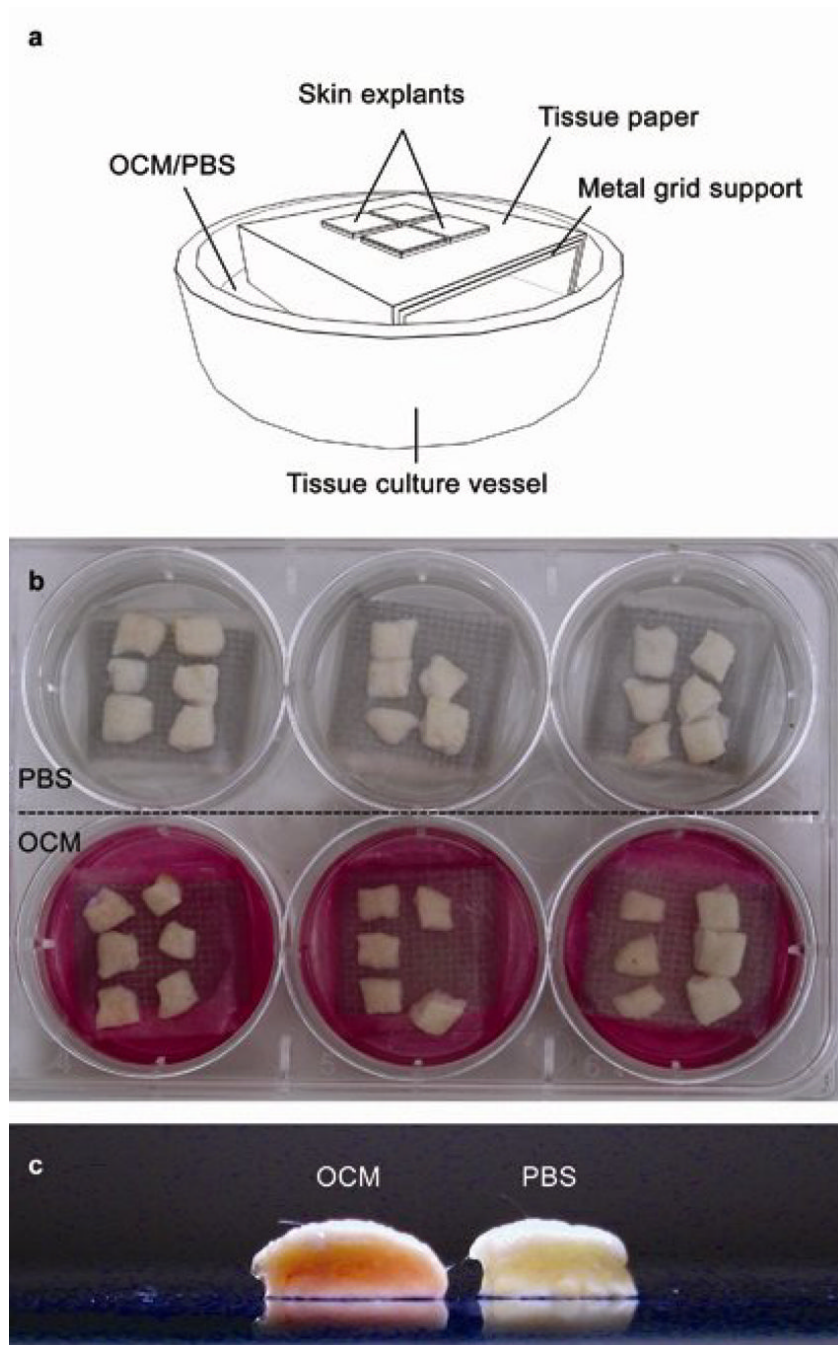 a
Skin explants
Tissue paper
OCM/PBS
Metal grid support
Tissue culture vessel
b
PBS
OCM
c
OCM PBS